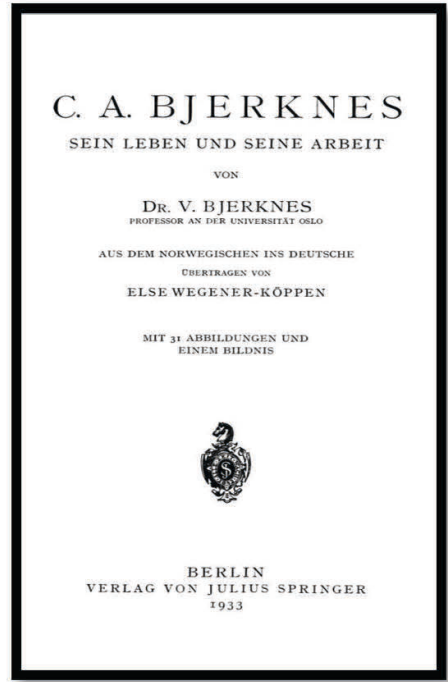 C. A. BJERKNES
SEIN LEBEN UND SEINE ARBEIT
VON
DR. V. BJERKNES
PROFESSOR AN DER UNIVERSITÄT OSLO
AUS DEM NORWEGISCHEN INS DEUTSCHE
ÜBERTRAGEN VON
ELSE WEGENER-KÖPPEN
MIT 31 ABBILDUNGEN UND
EINEM BILDNIS
BERLIN
VERLAG VON JULIUS SPRINGER
1933